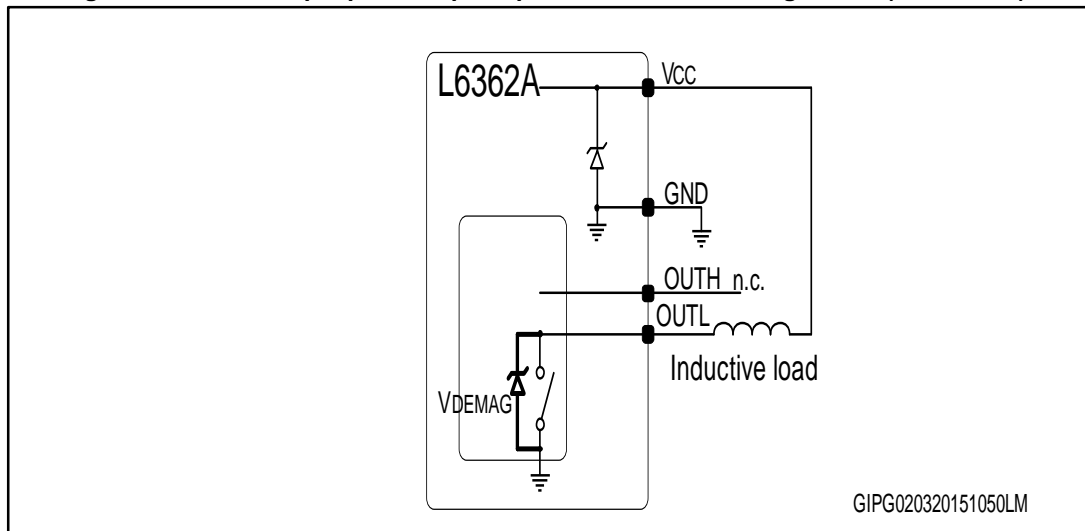 L6362A
VCC
GND
OUTH n.c.
OUTL
Inductive load
VDEMAG
GIPG020320151050LM